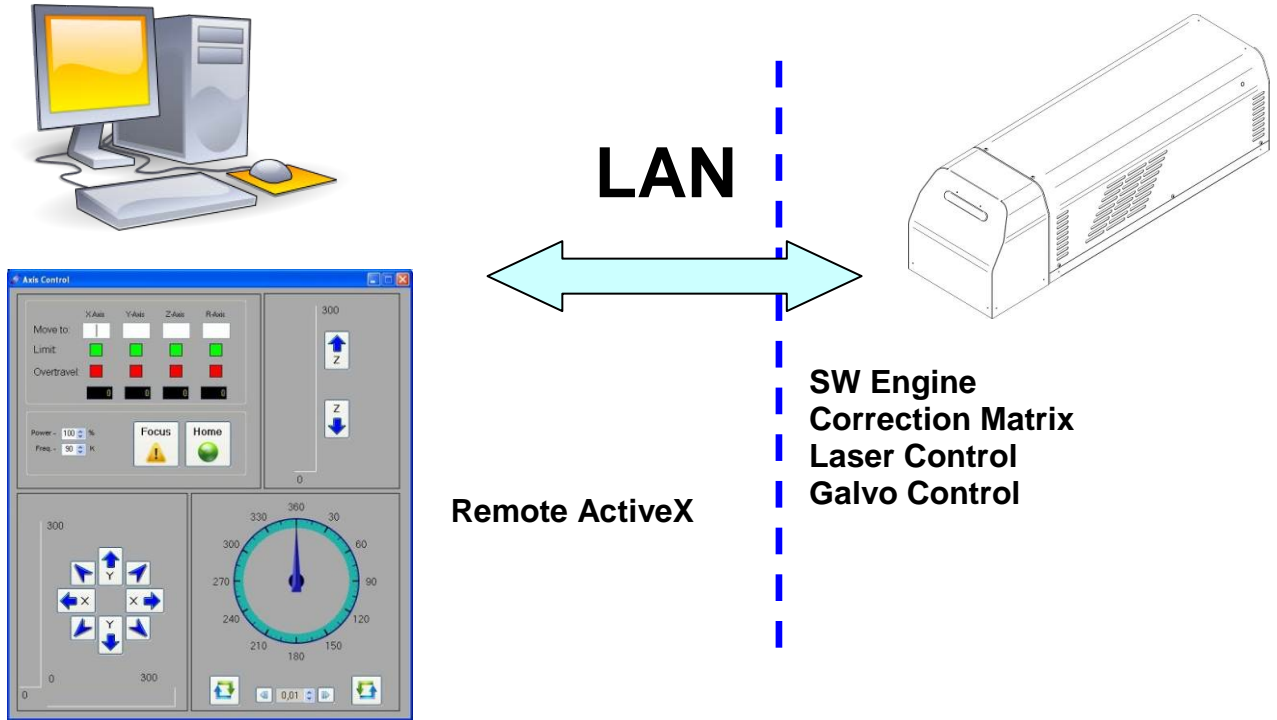 LAN
Axis Control
X-Axis Y-Axis Z-Axis R-Axis
Move to:
Limit:
Overtravel:
0 0 0 0
Power - 100 %
Freq. - 90 K
Focus
Home
300
Z
Z
0
300
Y
X X
Y
0
0 300
360
330 30
300 60
270 90
240 120
210 150
180
0,01
Remote ActiveX
SW Engine
Correction Matrix
Laser Control
Galvo Control